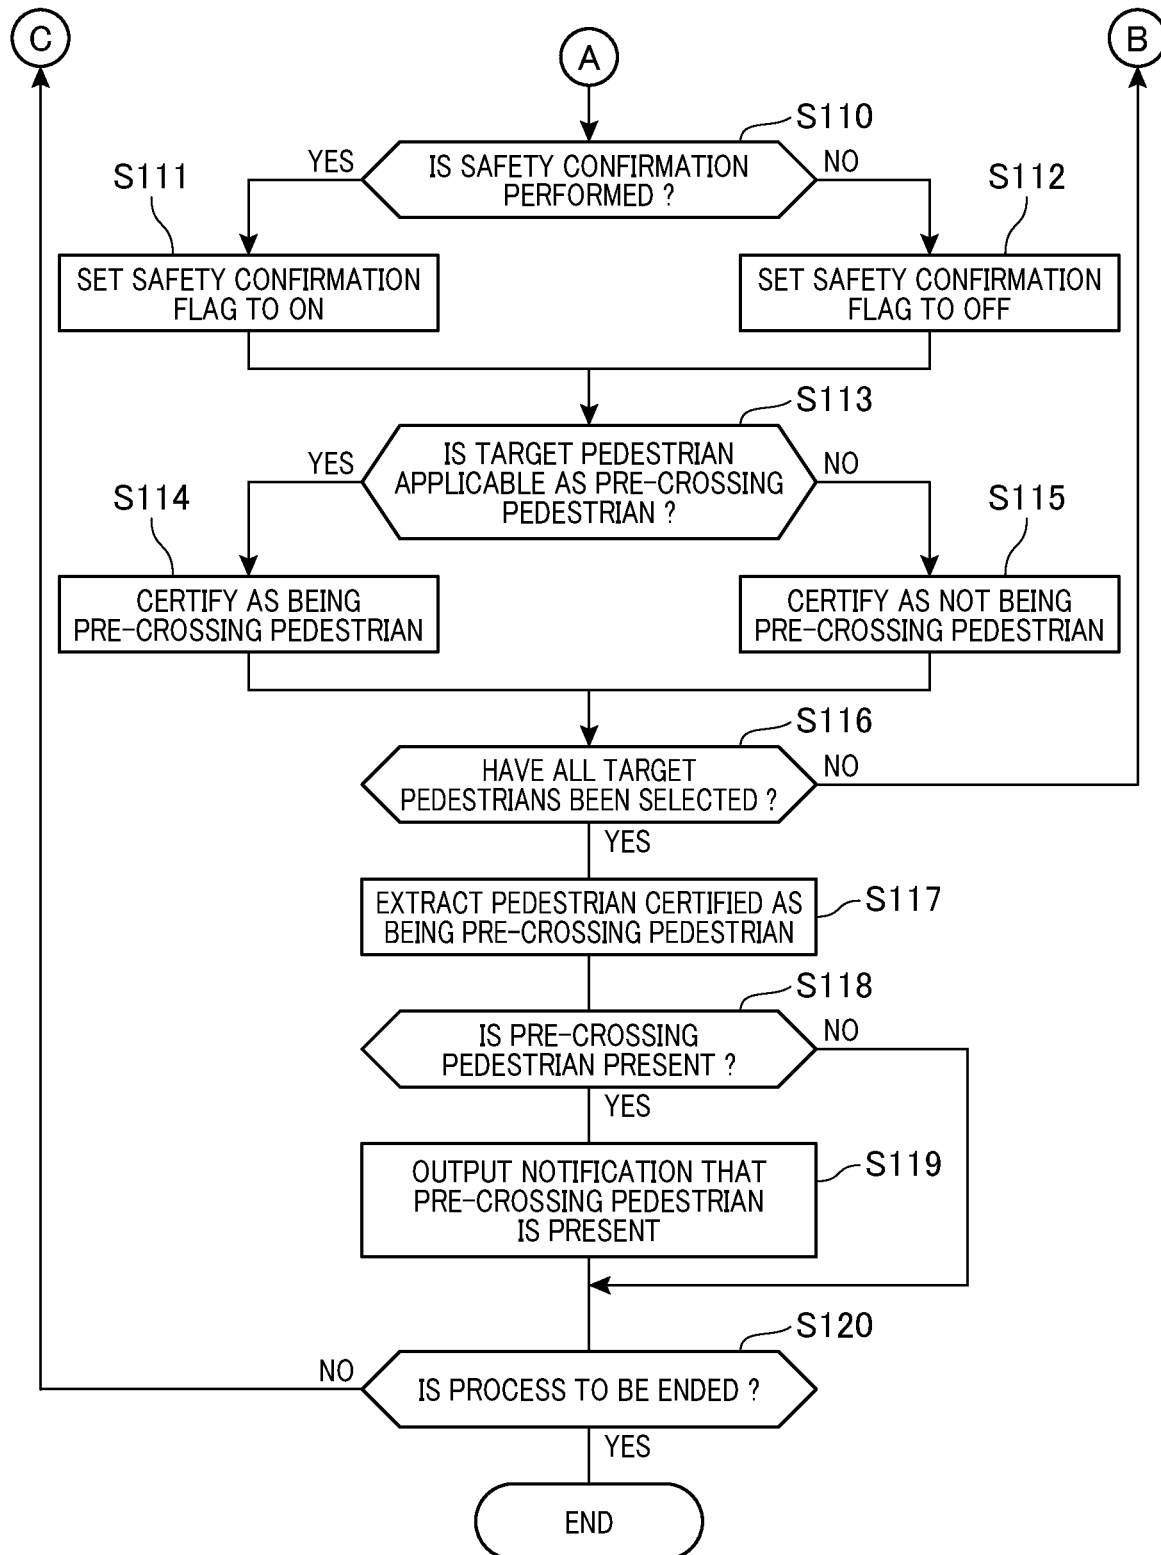 C
A
B
S110
YES
IS SAFETY CONFIRMATION
PERFORMED ?
NO
S111
S112
SET SAFETY CONFIRMATION
FLAG TO ON
SET SAFETY CONFIRMATION
FLAG TO OFF
S113
YES
IS TARGET PEDESTRIAN
APPLICABLE AS PRE-CROSSING
PEDESTRIAN ?
NO
S114
S115
CERTIFY AS BEING
PRE-CROSSING PEDESTRIAN
CERTIFY AS NOT BEING
PRE-CROSSING PEDESTRIAN
S116
HAVE ALL TARGET
PEDESTRIANS BEEN SELECTED ?
NO
YES
EXTRACT PEDESTRIAN CERTIFIED AS
BEING PRE-CROSSING PEDESTRIAN
S117
S118
IS PRE-CROSSING
PEDESTRIAN PRESENT ?
NO
YES
OUTPUT NOTIFICATION THAT
PRE-CROSSING PEDESTRIAN
IS PRESENT
S119
S120
NO
IS PROCESS TO BE ENDED ?
YES
END